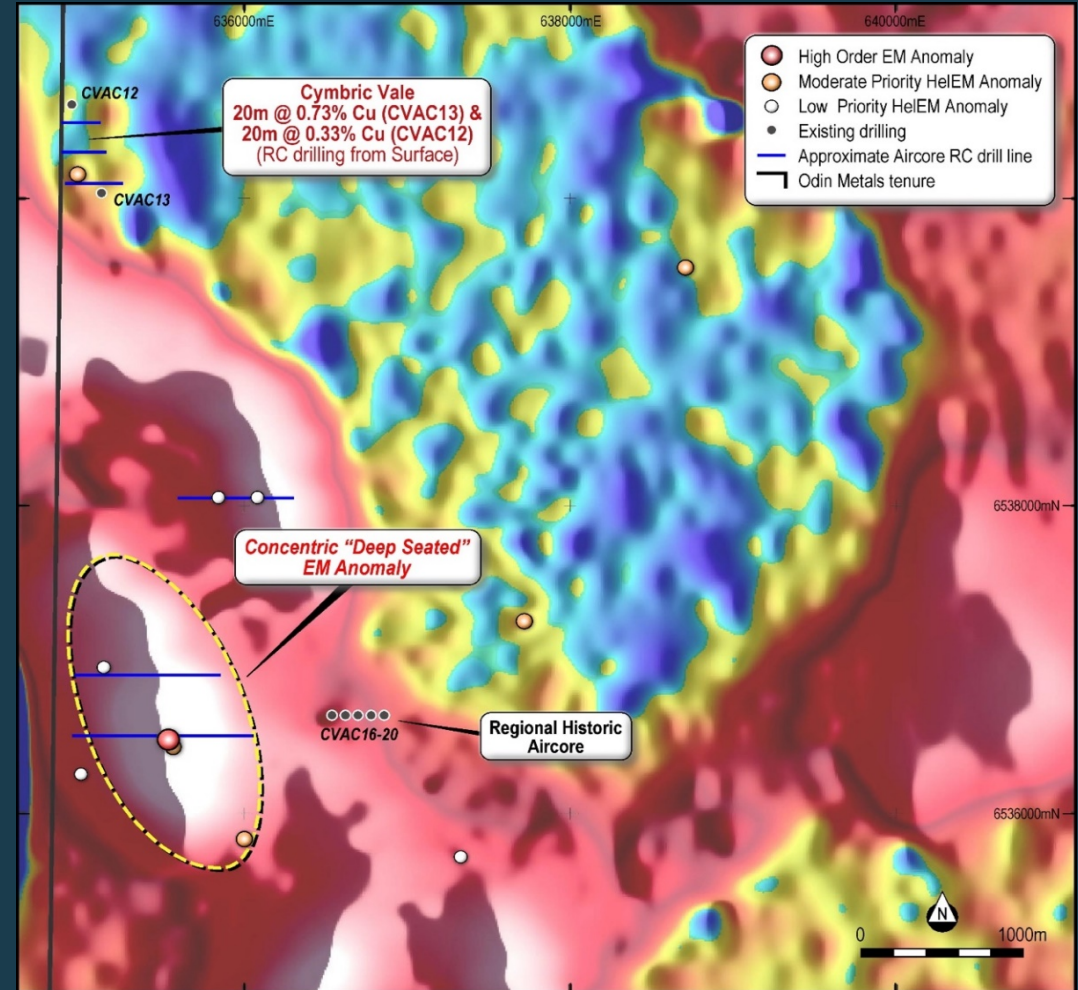 636000mE
638000mE
640000mE
High Order EM Anomaly
Moderate Priority HelEM Anomaly
Low Priority HelEM Anomaly
Existing drilling
Approximate Aircore RC drill line
Odin Metals tenure
CVAC12
Cymbric Vale
20m @ 0.73% Cu (CVAC13) &
20m @ 0.33% Cu (CVAC12)
(RC drilling from Surface)
CVAC13
6538000mN
Concentric “Deep Seated”
EM Anomaly
CVAC16-20
Regional Historic
Aircore
6536000mN
N
0
1000m